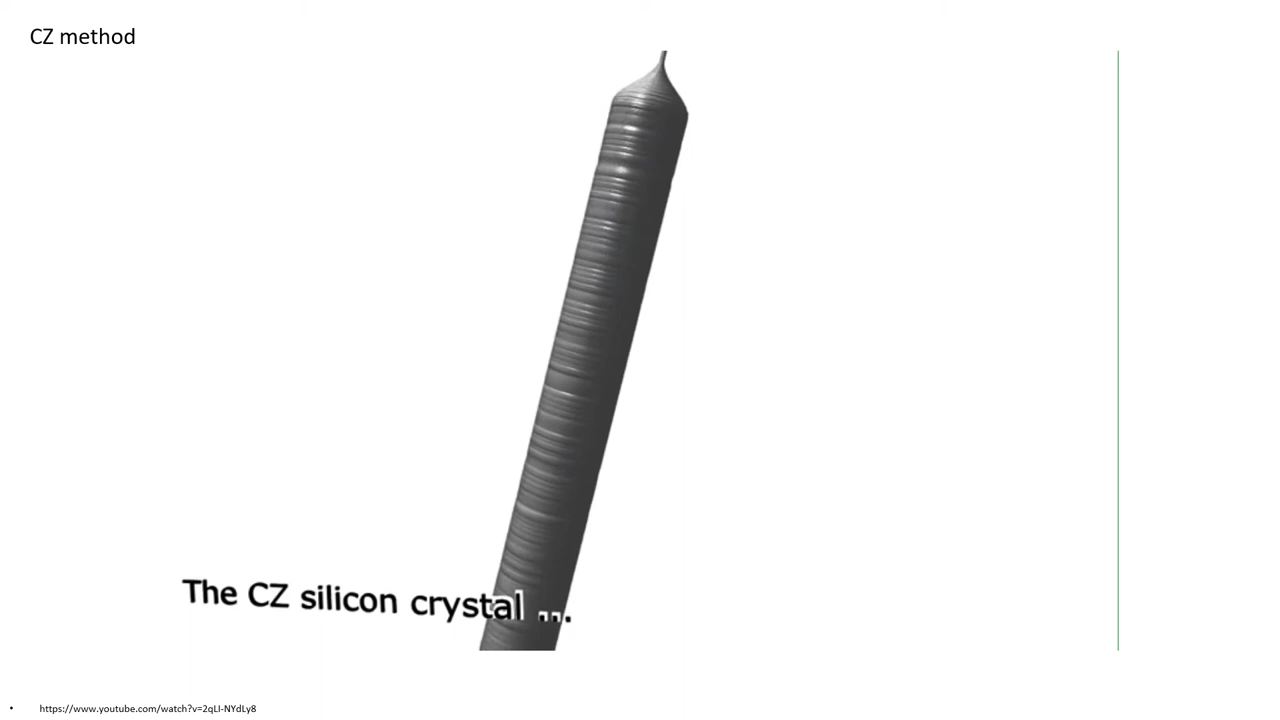 CZ method
The CZ silicon crystal ...
• https://www.youtube.com/watch?v=2qLI-NYdLy8